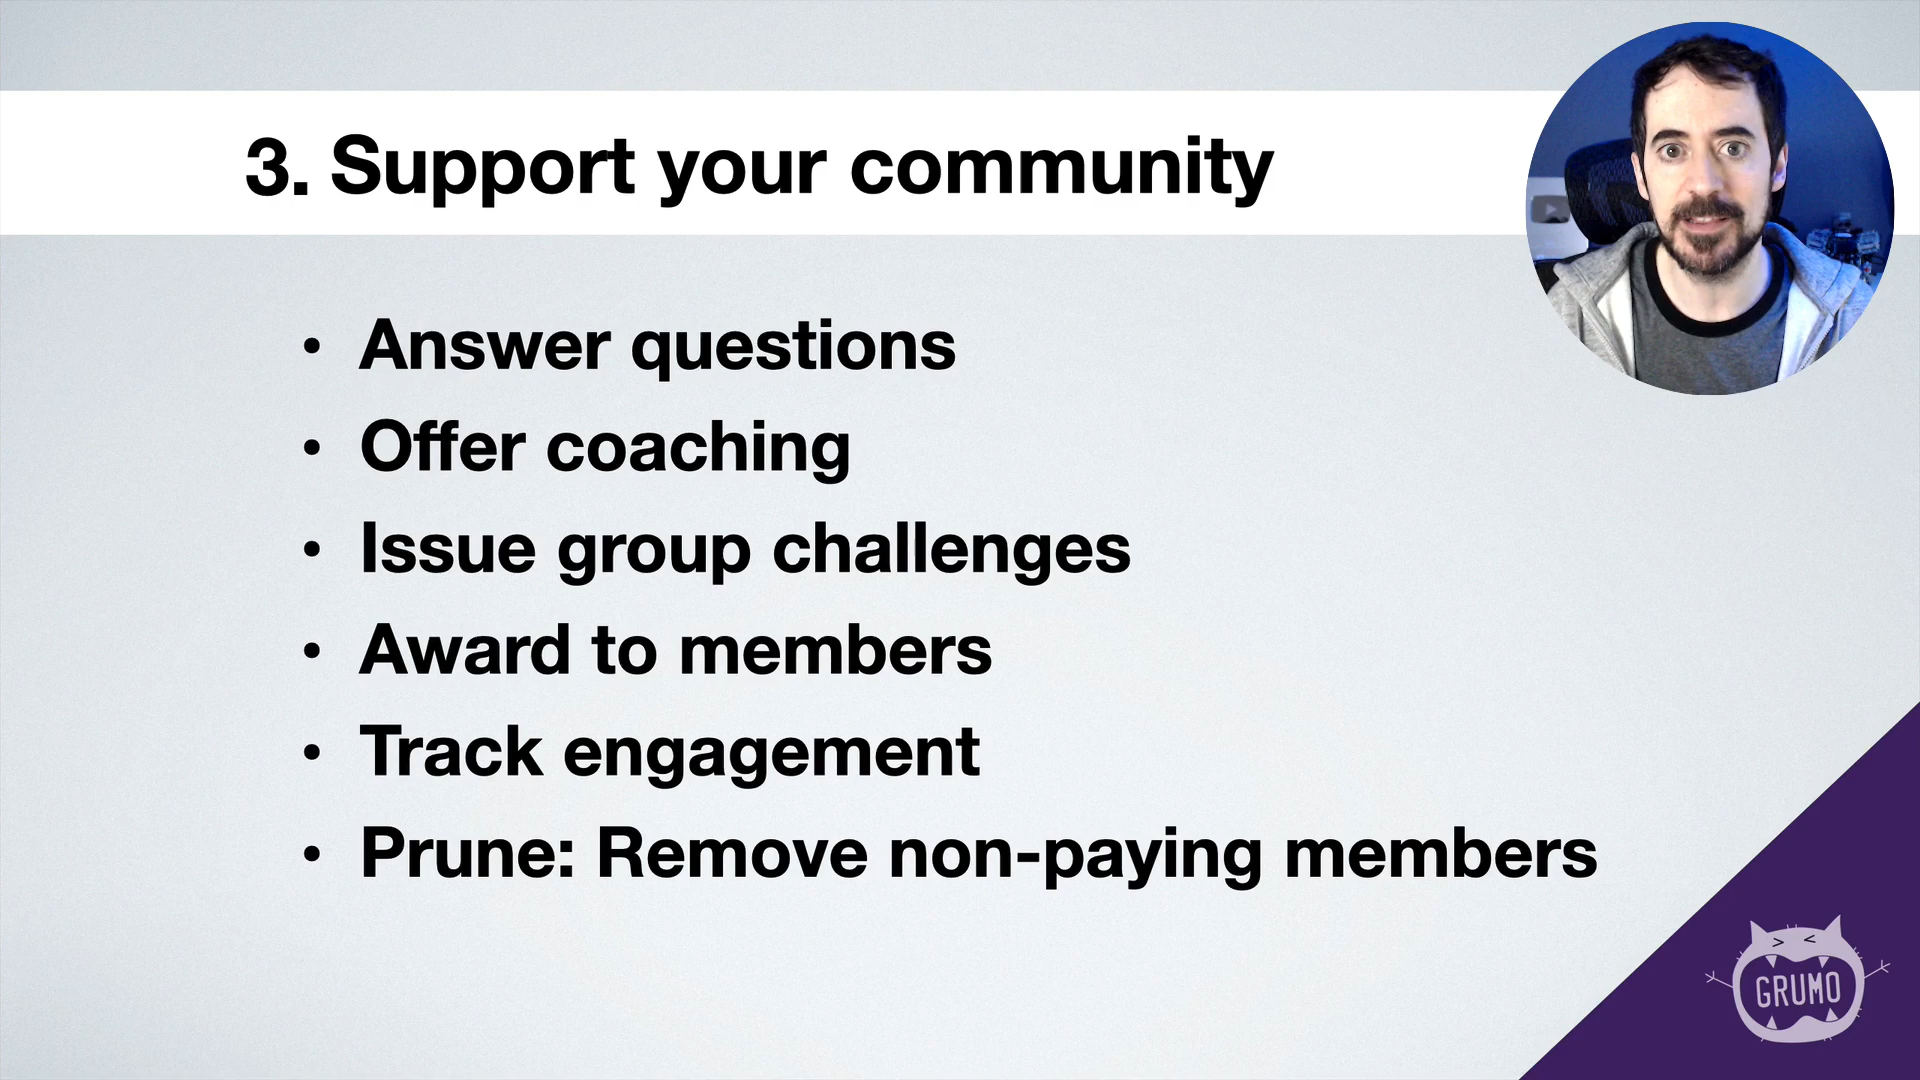 3. Support your community
• Answer questions
• Offer coaching
• Issue group challenges
• Award to members
• Track engagement
• Prune: Remove non-paying members
GRUMO